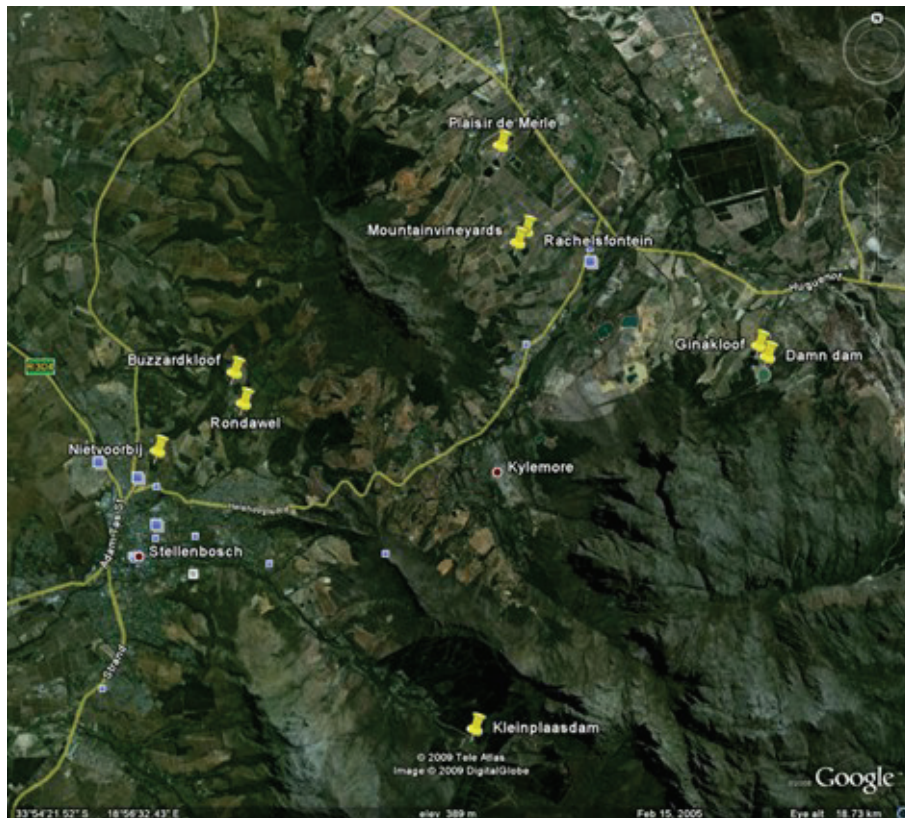 N
Plaisir de Merle
Mountainvineyards
Rachelsfontein
Huguenot
Ginakloof
Damn dam
Buzzardkloof
R 304
Rondawel
Nietvoorbij
Kylemore
Adam Tas St
Stellenbosch
Strand
Kleinplaasdam
© 2009 Tele Atlas
Image © 2009 DigitalGlobe
Google
33°54'21.52" S 18°56'32.43" E elev 389 m Feb 15, 2005 Eye alt 18.73 km